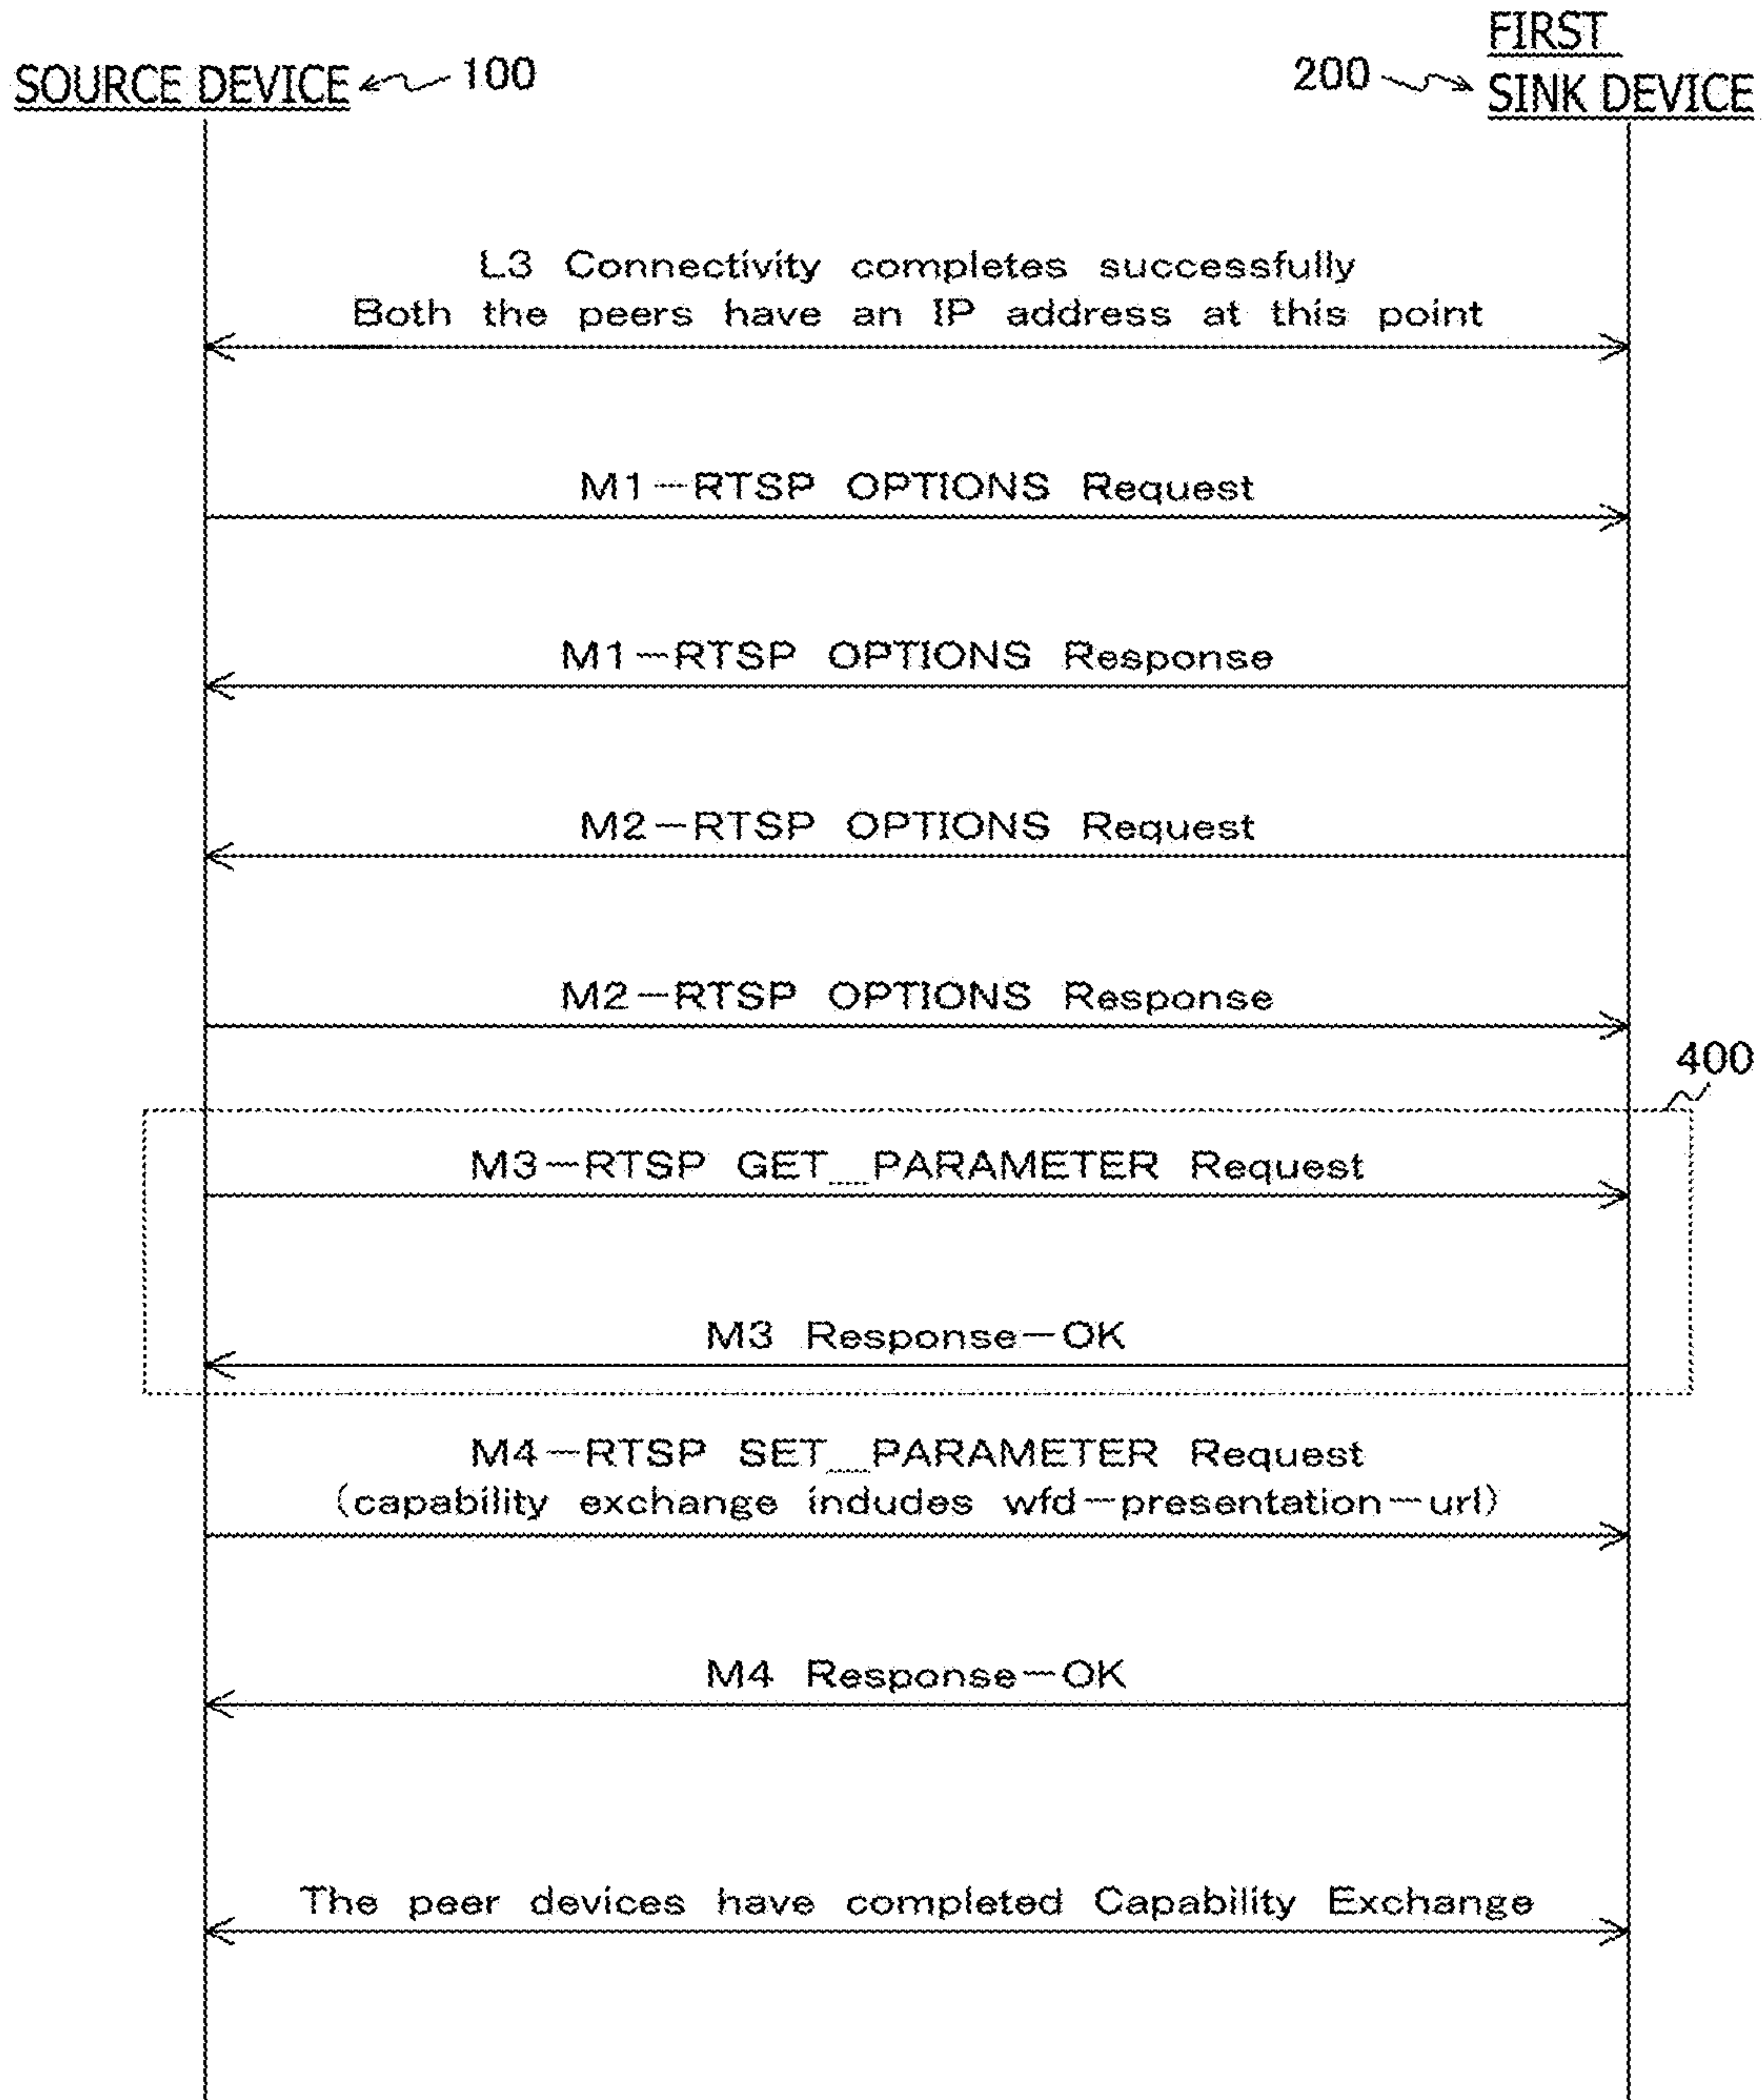 SOURCE DEVICE
100
200
FIRST
SINK DEVICE
L3 Connectivity completes successfully
Both the peers have an IP address at this point
M1-RTSP OPTIONS Request
M1-RTSP OPTIONS Response
M2-RTSP OPTIONS Request
M2-RTSP OPTIONS Response
400
M3-RTSP GET_PARAMETER Request
M3 Response-OK
M4-RTSP SET_PARAMETER Request
(capability exchange indudes wfd-presentation-url)
M4 Response-OK
The peer devices have completed Capability Exchange